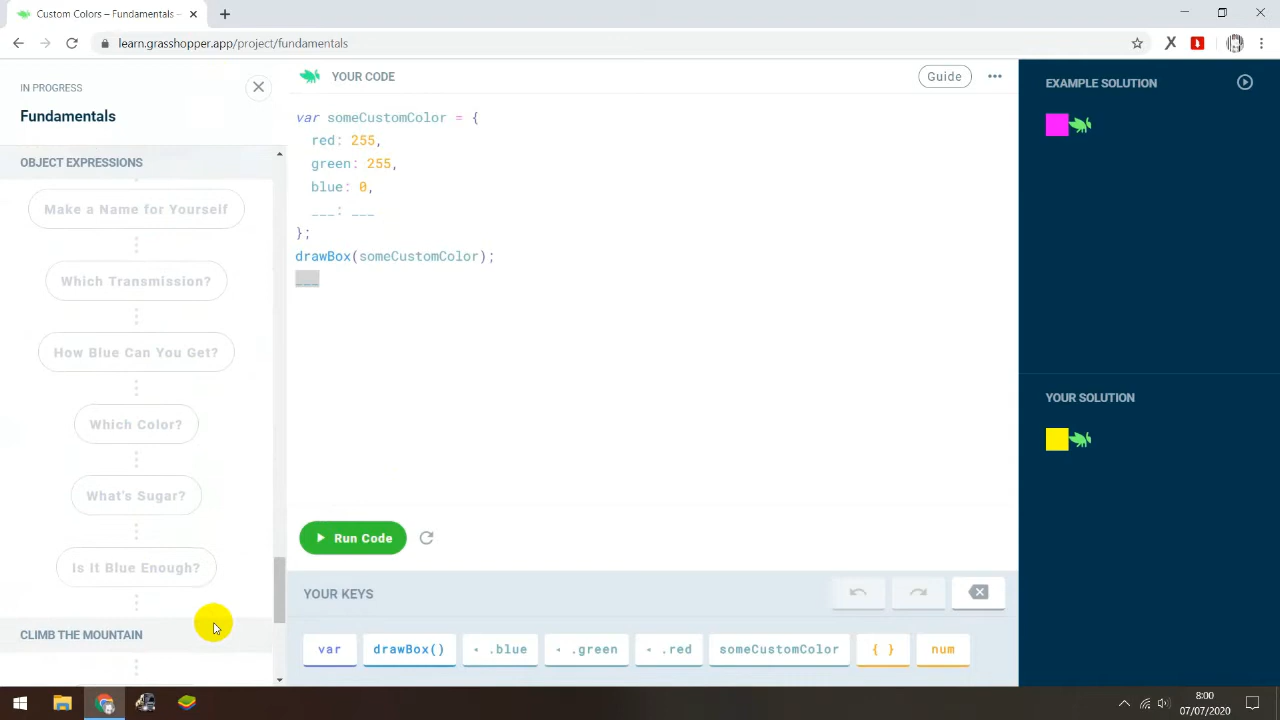 Custom Colors – Fundamentals
learn.grasshopper.app/project/fundamentals
IN PROGRESS
Fundamentals
OBJECT EXPRESSIONS
Make a Name for Yourself
Which Transmission?
How Blue Can You Get?
Which Color?
What's Sugar?
Is It Blue Enough?
CLIMB THE MOUNTAIN
YOUR CODE
Guide
var someCustomColor = {
red: 255,
green: 255,
blue: 0,
___: ___
};
drawBox(someCustomColor);
___
Run Code
YOUR KEYS
var
drawBox()
.blue
.green
.red
someCustomColor
{ }
num
EXAMPLE SOLUTION
YOUR SOLUTION
8:00
07/07/2020